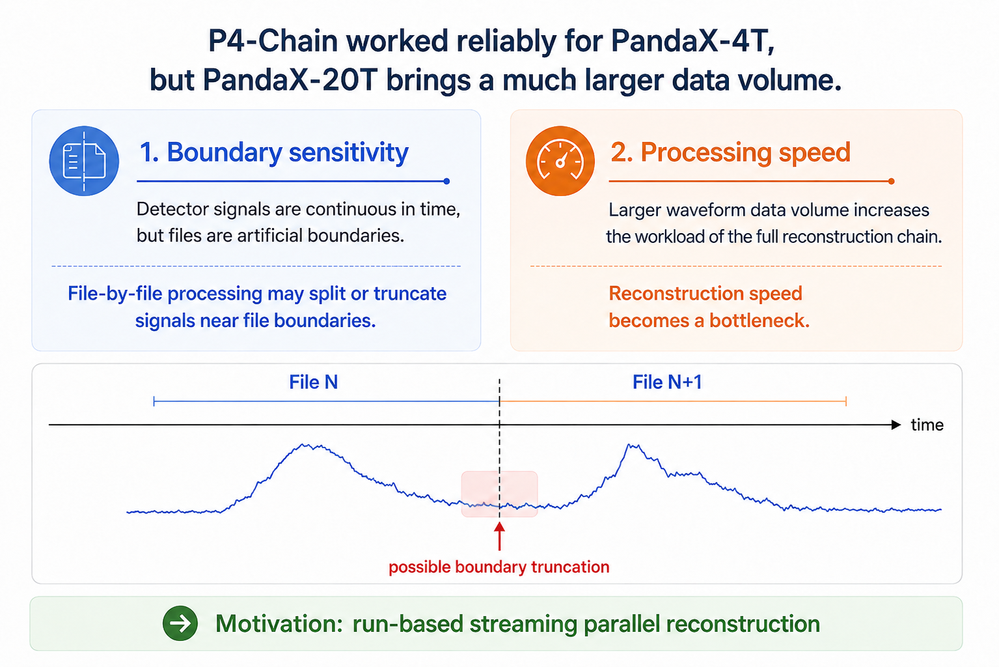 P4-Chain worked reliably for PandaX-4T,
but PandaX-20T brings a much larger data volume.
1. Boundary sensitivity
Detector signals are continuous in time,
but files are artificial boundaries.
File-by-file processing may split or truncate
signals near file boundaries.
2. Processing speed
Larger waveform data volume increases
the workload of the full reconstruction chain.
Reconstruction speed
becomes a bottleneck.
File N
File N+1
time
possible boundary truncation
Motivation: run-based streaming parallel reconstruction